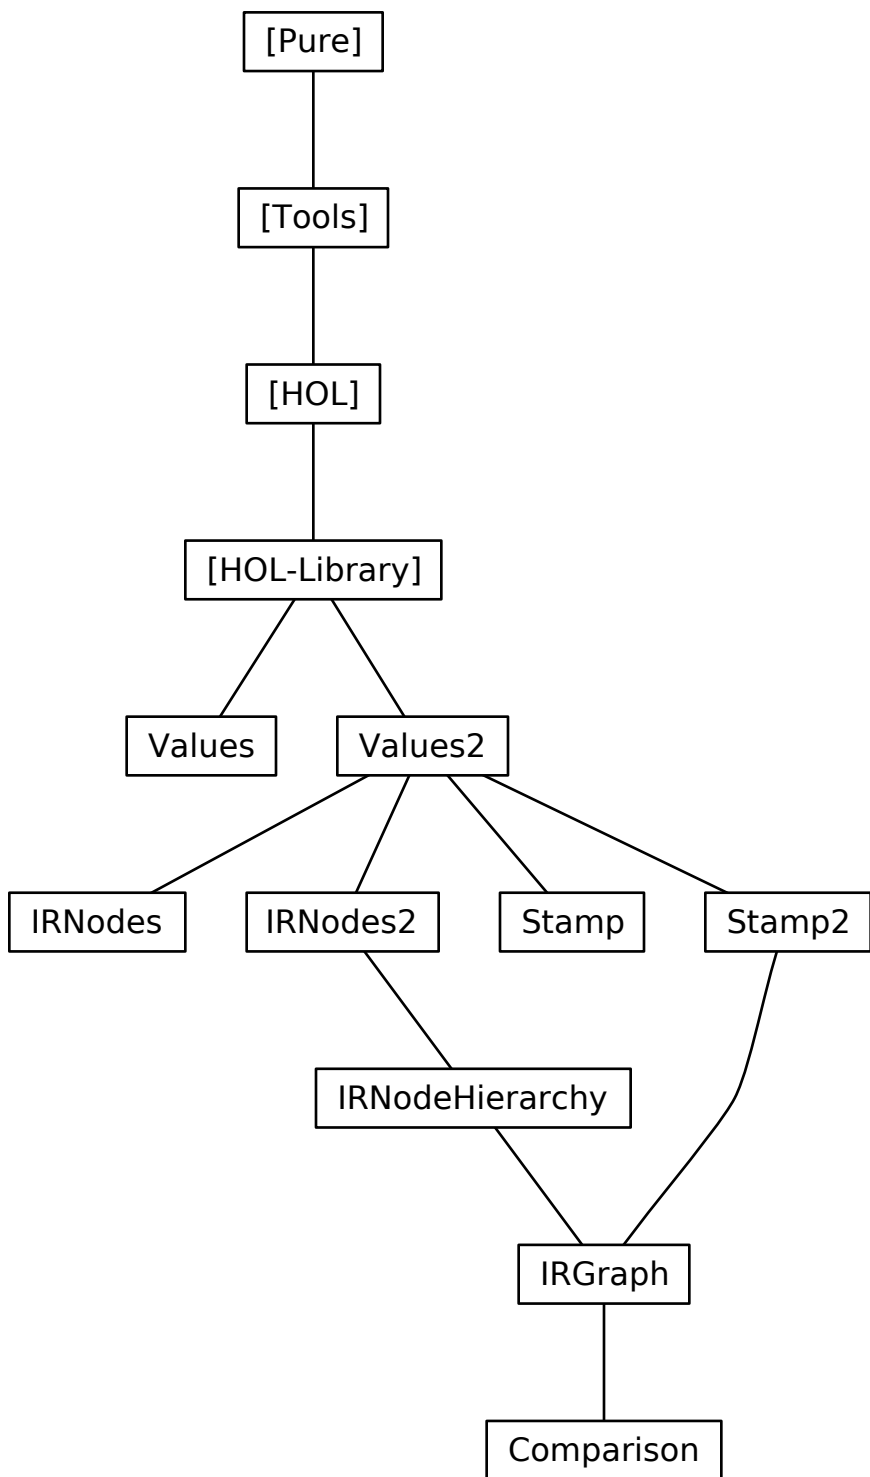 [Pure]
[Tools]
[HOL]
[HOL-Library]
Values
Values2
IRNodes
IRNodes2
Stamp
Stamp2
IRNodeHierarchy
IRGraph
Comparison